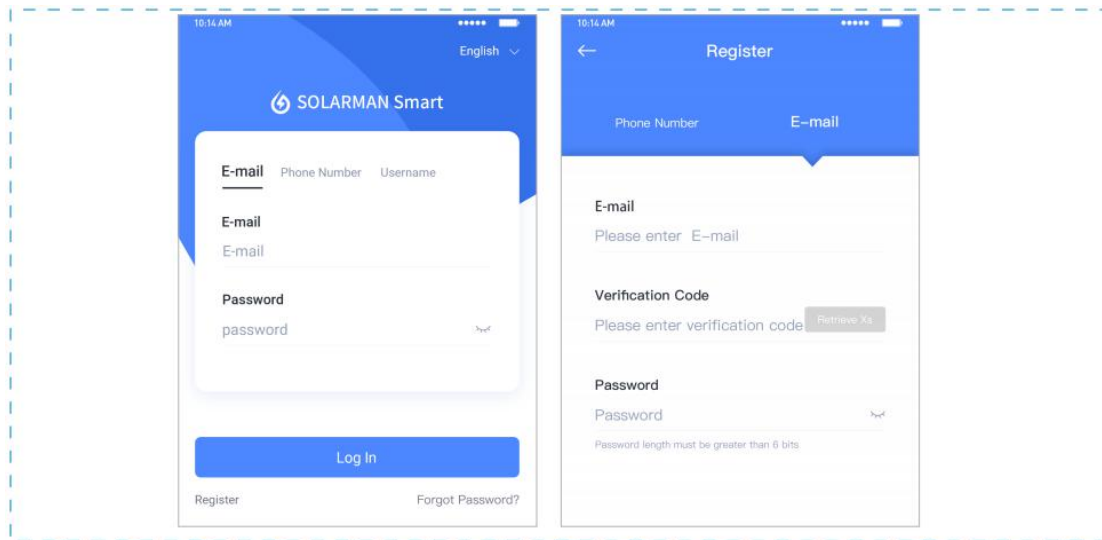 10:14 AM
English
SOLARMAN Smart
E-mail Phone Number Username
E-mail
E-mail
Password
password
Log In
Register Forgot Password?
10:14 AM
Register
Phone Number E-mail
E-mail
Please enter E-mail
Verification Code
Please enter verification code Retrieve Xs
Password
Password
Password length must be greater than 6 bits